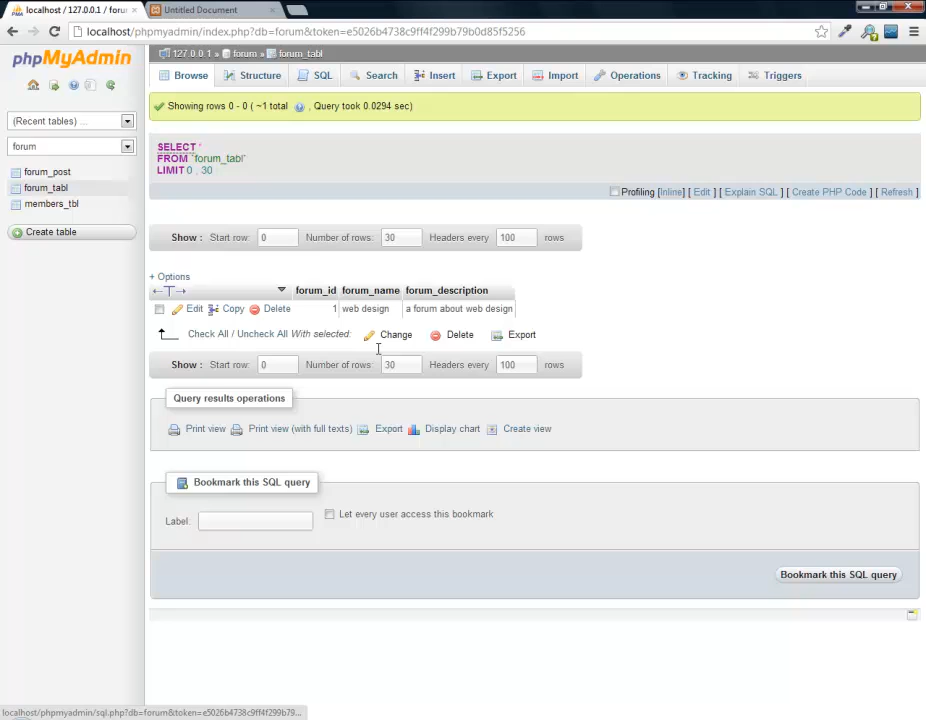 localhost / 127.0.0.1 / foru
Untitled Document
localhost/phpmyadmin/index.php?db=forum&token=e5026b4738c9ff4f299b79b0d85f5256
phpMyAdmin
127.0.0.1 » forum » forum_tabl
Browse Structure SQL Search Insert Export Import Operations Tracking Triggers
(Recent tables) ...
forum
forum_post
forum_tabl
members_tbl
Create table
Showing rows 0 - 0 ( ~1 total , Query took 0.0294 sec)
SELECT *
FROM `forum_tabl`
LIMIT 0 , 30
Profiling [Inline] [ Edit ] [ Explain SQL ] [ Create PHP Code ] [ Refresh ]
Show : Start row: 0 Number of rows: 30 Headers every 100 rows
+ Options
←T→ forum_id forum_name forum_description
Edit Copy Delete 1 web design a forum about web design
Check All / Uncheck All With selected: Change Delete Export
Show : Start row: 0 Number of rows: 30 Headers every 100 rows
Query results operations
Print view Print view (with full texts) Export Display chart Create view
Bookmark this SQL query
Label: Let every user access this bookmark
Bookmark this SQL query
localhost/phpmyadmin/sql.php?db=forum&token=e5026b4738c9ff4f299b79...